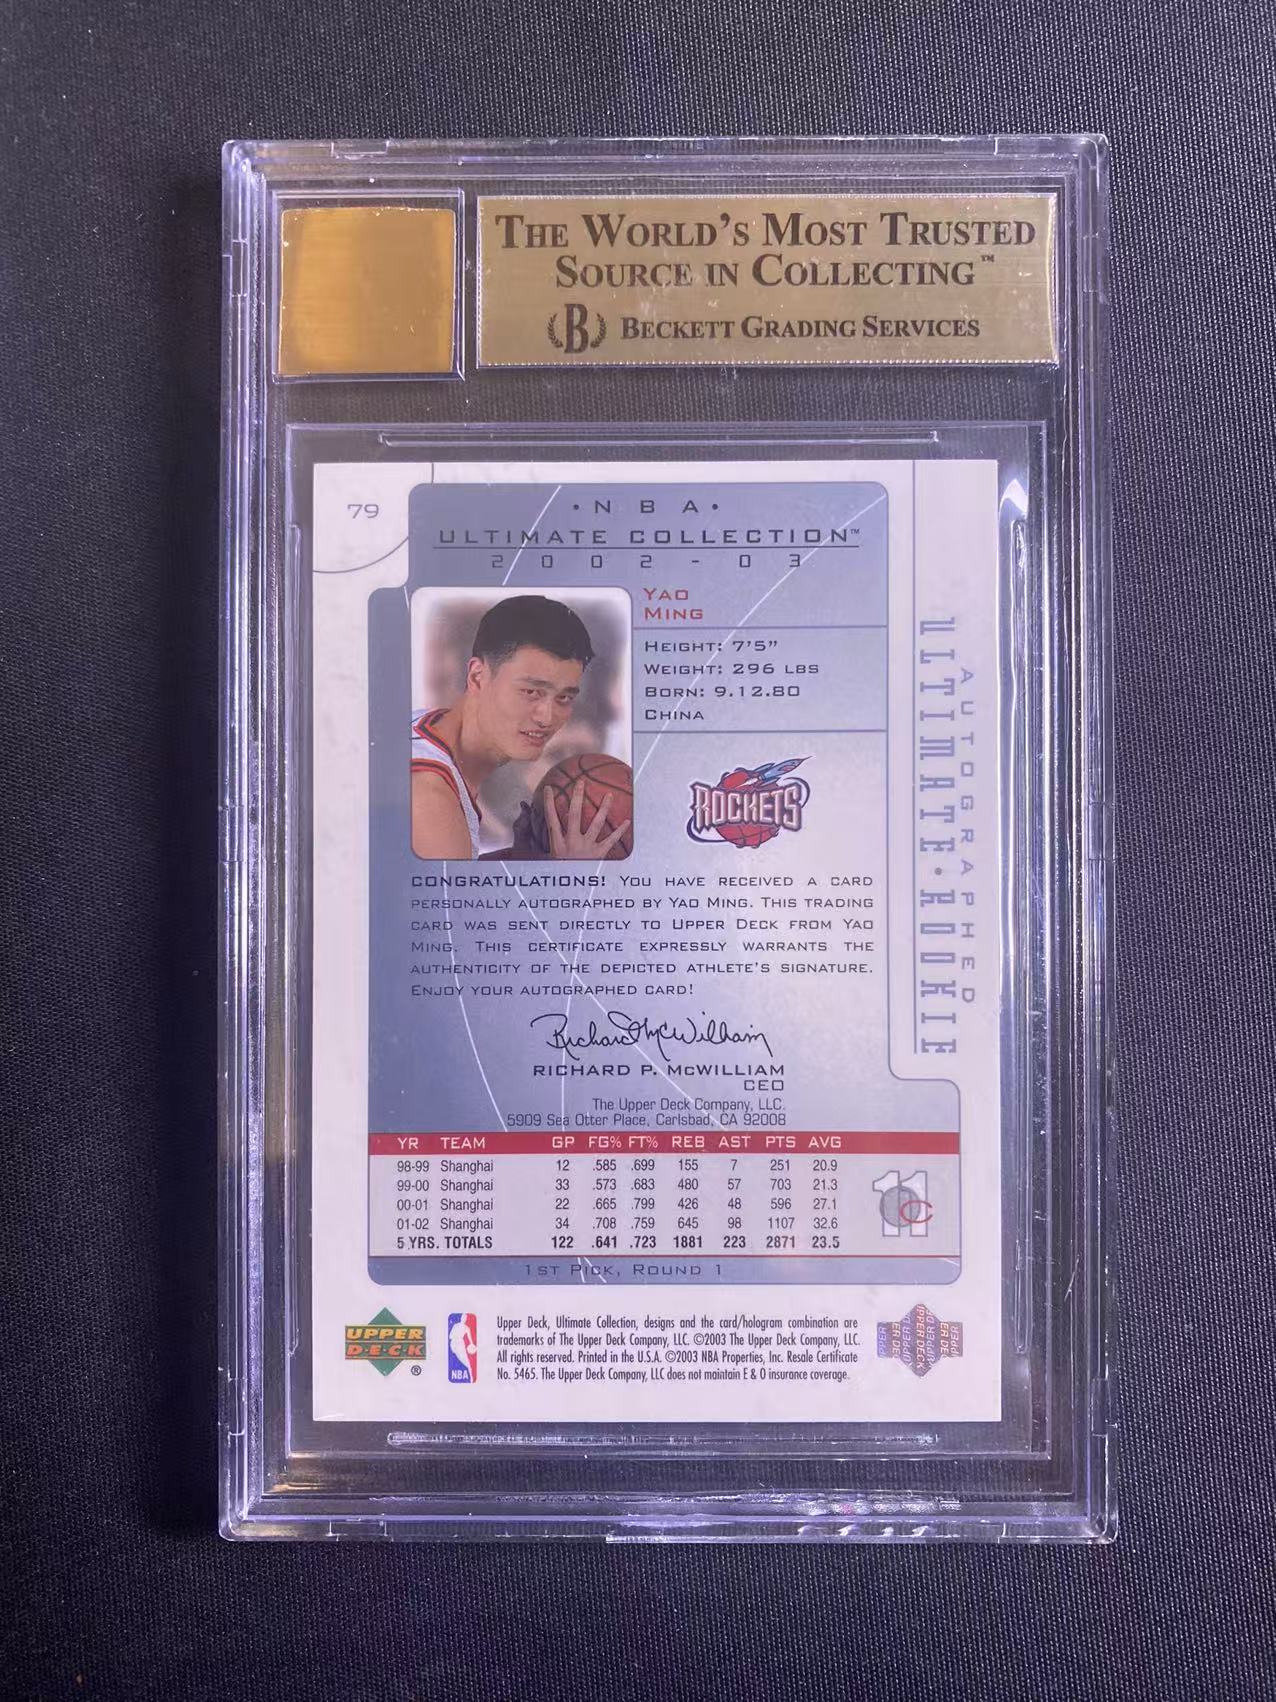 THE WORLD'S MOST TRUSTED
SOURCE IN COLLECTING™
B BECKETT GRADING SERVICES
79
• N B A •
ULTIMATE COLLECTION™
2002-03
YAO
MING
HEIGHT: 7'5"
WEIGHT: 296 LBS
BORN: 9.12.80
CHINA
ROCKETS
AUTOGRAPHED
ULTIMATE • ROOKIE
CONGRATULATIONS! YOU HAVE RECEIVED A CARD
PERSONALLY AUTOGRAPHED BY YAO MING. THIS TRADING
CARD WAS SENT DIRECTLY TO UPPER DECK FROM YAO
MING. THIS CERTIFICATE EXPRESSLY WARRANTS THE
AUTHENTICITY OF THE DEPICTED ATHLETE'S SIGNATURE.
ENJOY YOUR AUTOGRAPHED CARD!
Richard McWilliam
RICHARD P. McWILLIAM
CEO
The Upper Deck Company, LLC.
5909 Sea Otter Place, Carlsbad, CA 92008
YR TEAM GP FG% FT% REB AST PTS AVG
98-99 Shanghai 12 .585 .699 155 7 251 20.9
99-00 Shanghai 33 .573 .683 480 57 703 21.3
00-01 Shanghai 22 .665 .799 426 48 596 27.1
01-02 Shanghai 34 .708 .759 645 98 1107 32.6
5 YRS. TOTALS 122 .641 .723 1881 223 2871 23.5
11
C
1ST PICK, ROUND 1
UPPER
D·E·C·K
®
NBA
Upper Deck, Ultimate Collection, designs and the card/hologram combination are
trademarks of The Upper Deck Company, LLC. ©2003 The Upper Deck Company, LLC.
All rights reserved. Printed in the U.S.A. ©2003 NBA Properties, Inc. Resale Certificate
No. 5465. The Upper Deck Company, LLC does not maintain E & O insurance coverage.
UPPER DECK